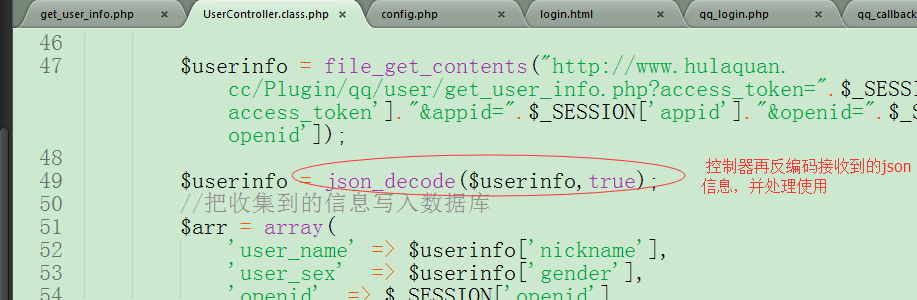 get_user_info.php × UserController.class.php × config.php × login.html × qq_login.php × qq_callback
46
47 $userinfo = file_get_contents("http://www.hulaquan.
cc/Plugin/qq/user/get_user_info.php?access_token=".$_SESS
access_token']."&appid=".$_SESSION['appid']."&openid=".$_S
openid']);
48
49 $userinfo = json_decode($userinfo,true);
控制器再反编码接收到的json
信息，并处理使用
50 //把收集到的信息写入数据库
51 $arr = array(
52 'user_name' => $userinfo['nickname'],
53 'user_sex' => $userinfo['gender'],
54 'openid' => $_SESSION['openid']